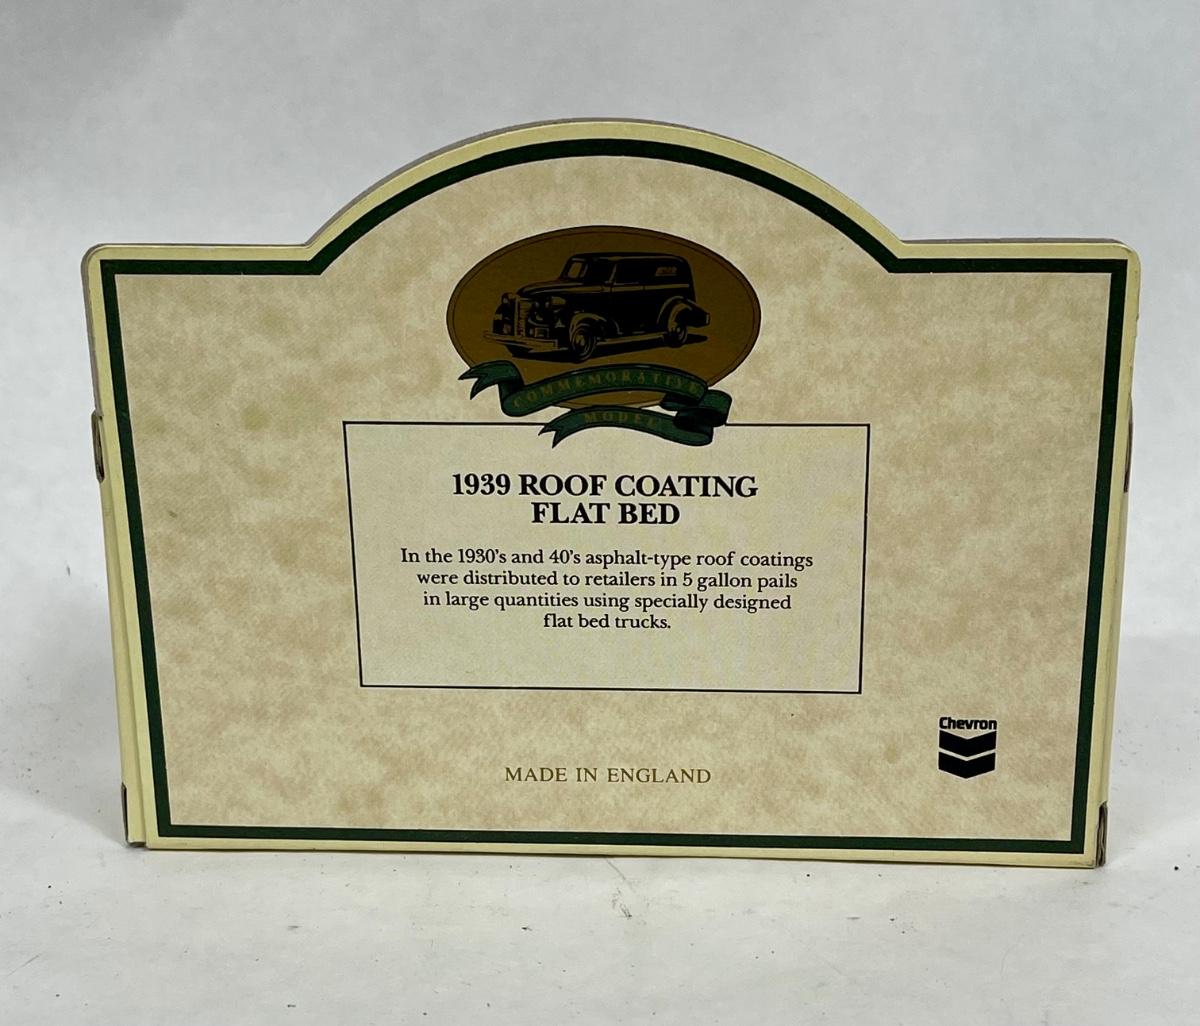 COMMEMORATIVE
MODEL
1939 ROOF COATING
FLAT BED
In the 1930's and 40's asphalt-type roof coatings
were distributed to retailers in 5 gallon pails
in large quantities using specially designed
flat bed trucks.
Chevron
MADE IN ENGLAND